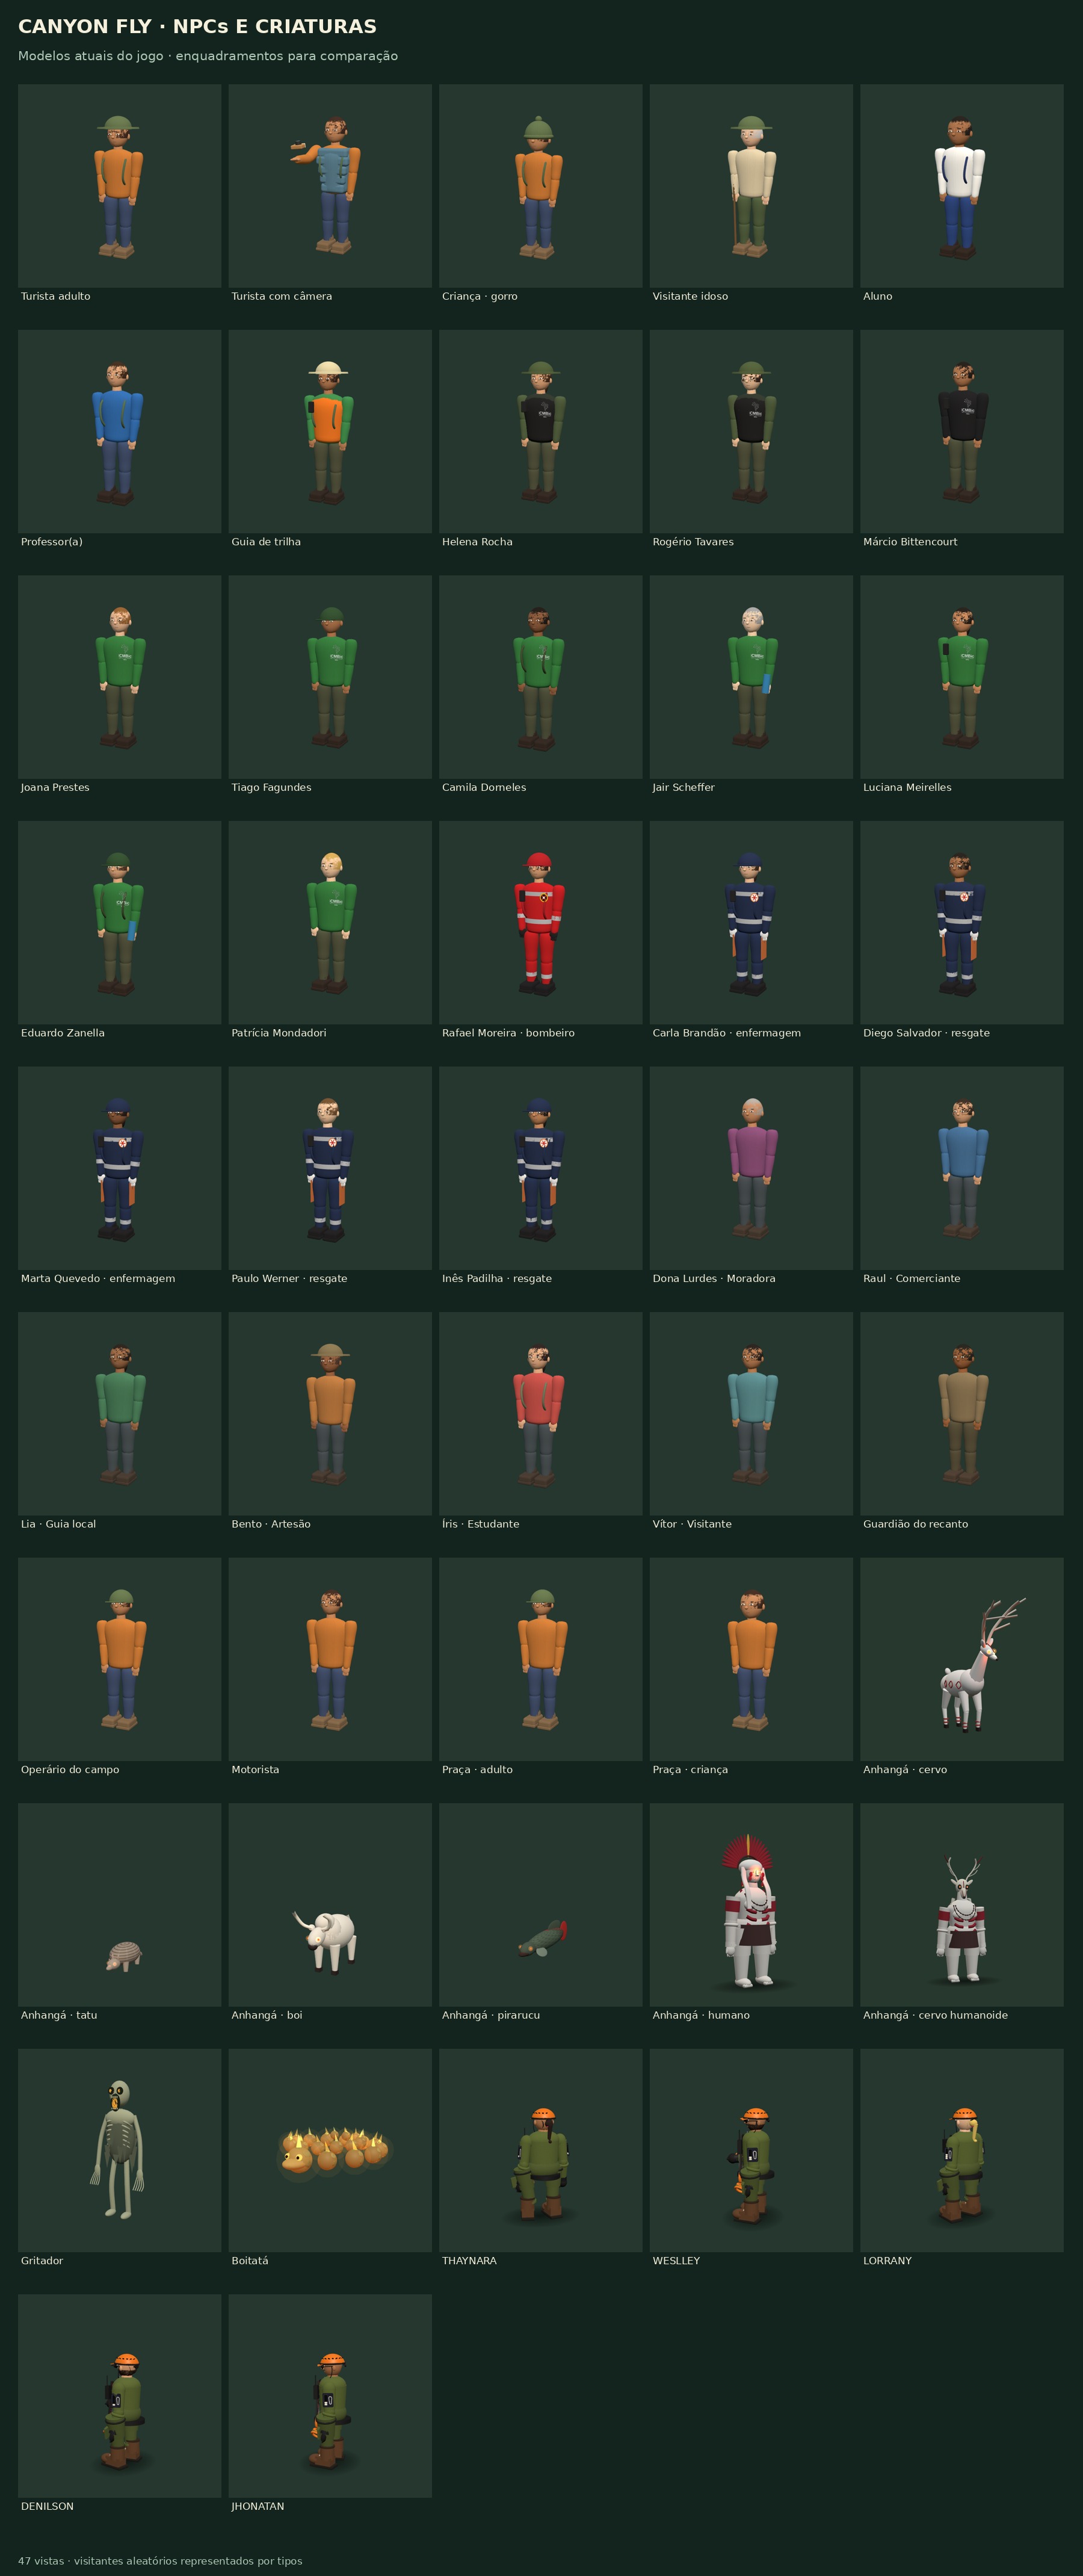 CANYON FLY · NPCs E CRIATURAS
Modelos atuais do jogo · enquadramentos para comparação
Turista adulto
Turista com câmera
Criança · gorro
Visitante idoso
Aluno
Professor(a)
Guia de trilha
Helena Rocha
Rogério Tavares
Márcio Bittencourt
Joana Prestes
Tiago Fagundes
Camila Dorneles
Jair Scheffer
Luciana Meirelles
Eduardo Zanella
Patrícia Mondadori
Rafael Moreira · bombeiro
Carla Brandão · enfermagem
Diego Salvador · resgate
Marta Quevedo · enfermagem
Paulo Werner · resgate
Inês Padilha · resgate
Dona Lurdes · Moradora
Raul · Comerciante
Lia · Guia local
Bento · Artesão
Íris · Estudante
Vítor · Visitante
Guardião do recanto
Operário do campo
Motorista
Praça · adulto
Praça · criança
Anhangá · cervo
Anhangá · tatu
Anhangá · boi
Anhangá · pirarucu
Anhangá · humano
Anhangá · cervo humanoide
Gritador
Boitatá
THAYNARA
WESLLEY
LORRANY
DENILSON
JHONATAN
47 vistas · visitantes aleatórios representados por tipos